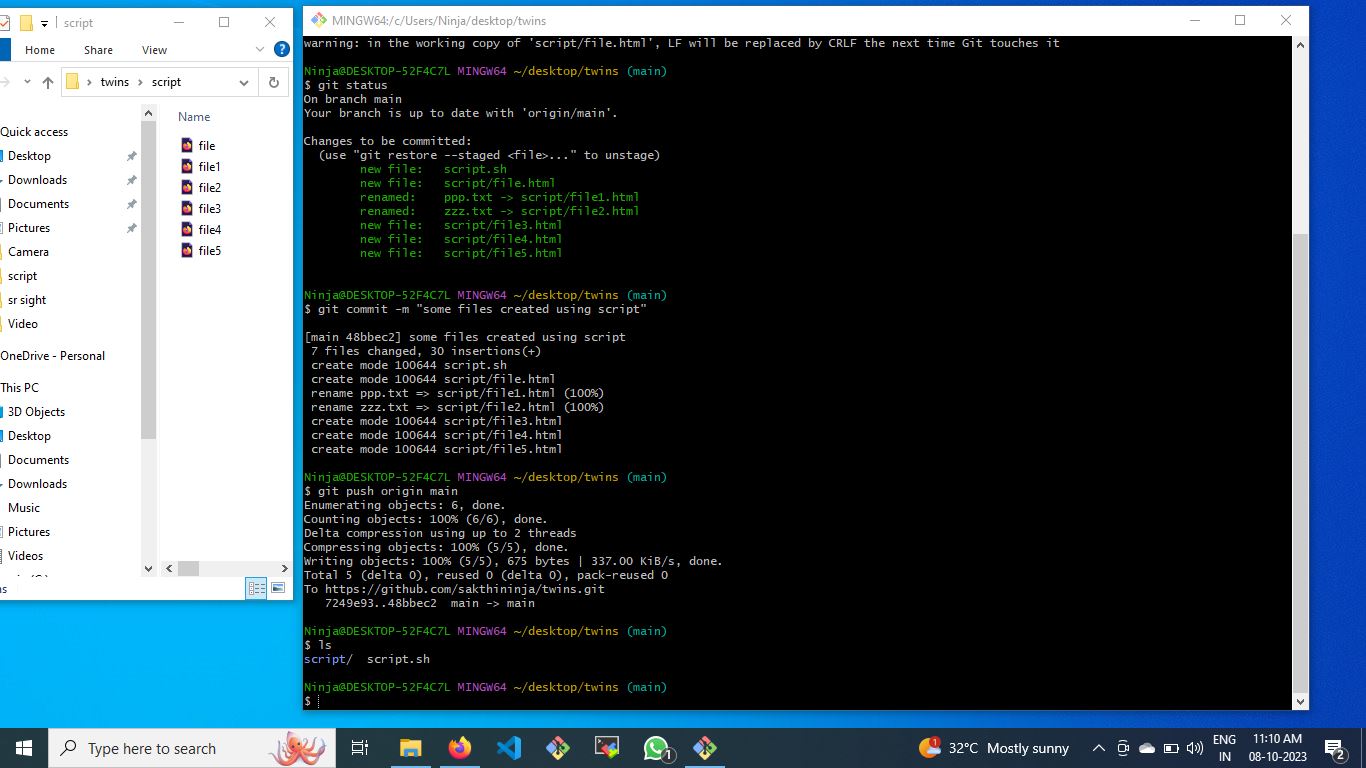 script
Home Share View
twins > script
Name
Quick access
Desktop
Downloads
Documents
Pictures
Camera
script
sr sight
Video
OneDrive - Personal
This PC
3D Objects
Desktop
Documents
Downloads
Music
Pictures
Videos
file
file1
file2
file3
file4
file5
MINGW64:/c/Users/Ninja/desktop/twins
warning: in the working copy of 'script/file.html', LF will be replaced by CRLF the next time Git touches it
Ninja@DESKTOP-52F4C7L MINGW64 ~/desktop/twins (main)
$ git status
On branch main
Your branch is up to date with 'origin/main'.
Changes to be committed:
(use "git restore --staged <file>..." to unstage)
new file: script.sh
new file: script/file.html
renamed: ppp.txt -> script/file1.html
renamed: zzz.txt -> script/file2.html
new file: script/file3.html
new file: script/file4.html
new file: script/file5.html
Ninja@DESKTOP-52F4C7L MINGW64 ~/desktop/twins (main)
$ git commit -m "some files created using script"
[main 48bbec2] some files created using script
7 files changed, 30 insertions(+)
create mode 100644 script.sh
create mode 100644 script/file.html
rename ppp.txt => script/file1.html (100%)
rename zzz.txt => script/file2.html (100%)
create mode 100644 script/file3.html
create mode 100644 script/file4.html
create mode 100644 script/file5.html
Ninja@DESKTOP-52F4C7L MINGW64 ~/desktop/twins (main)
$ git push origin main
Enumerating objects: 6, done.
Counting objects: 100% (6/6), done.
Delta compression using up to 2 threads
Compressing objects: 100% (5/5), done.
Writing objects: 100% (5/5), 675 bytes | 337.00 KiB/s, done.
Total 5 (delta 0), reused 0 (delta 0), pack-reused 0
To https://github.com/sakthininja/twins.git
7249e93..48bbec2 main -> main
Ninja@DESKTOP-52F4C7L MINGW64 ~/desktop/twins (main)
$ ls
script/ script.sh
Ninja@DESKTOP-52F4C7L MINGW64 ~/desktop/twins (main)
$
Type here to search
1
1
32°C Mostly sunny
ENG
IN
11:10 AM
08-10-2023
2